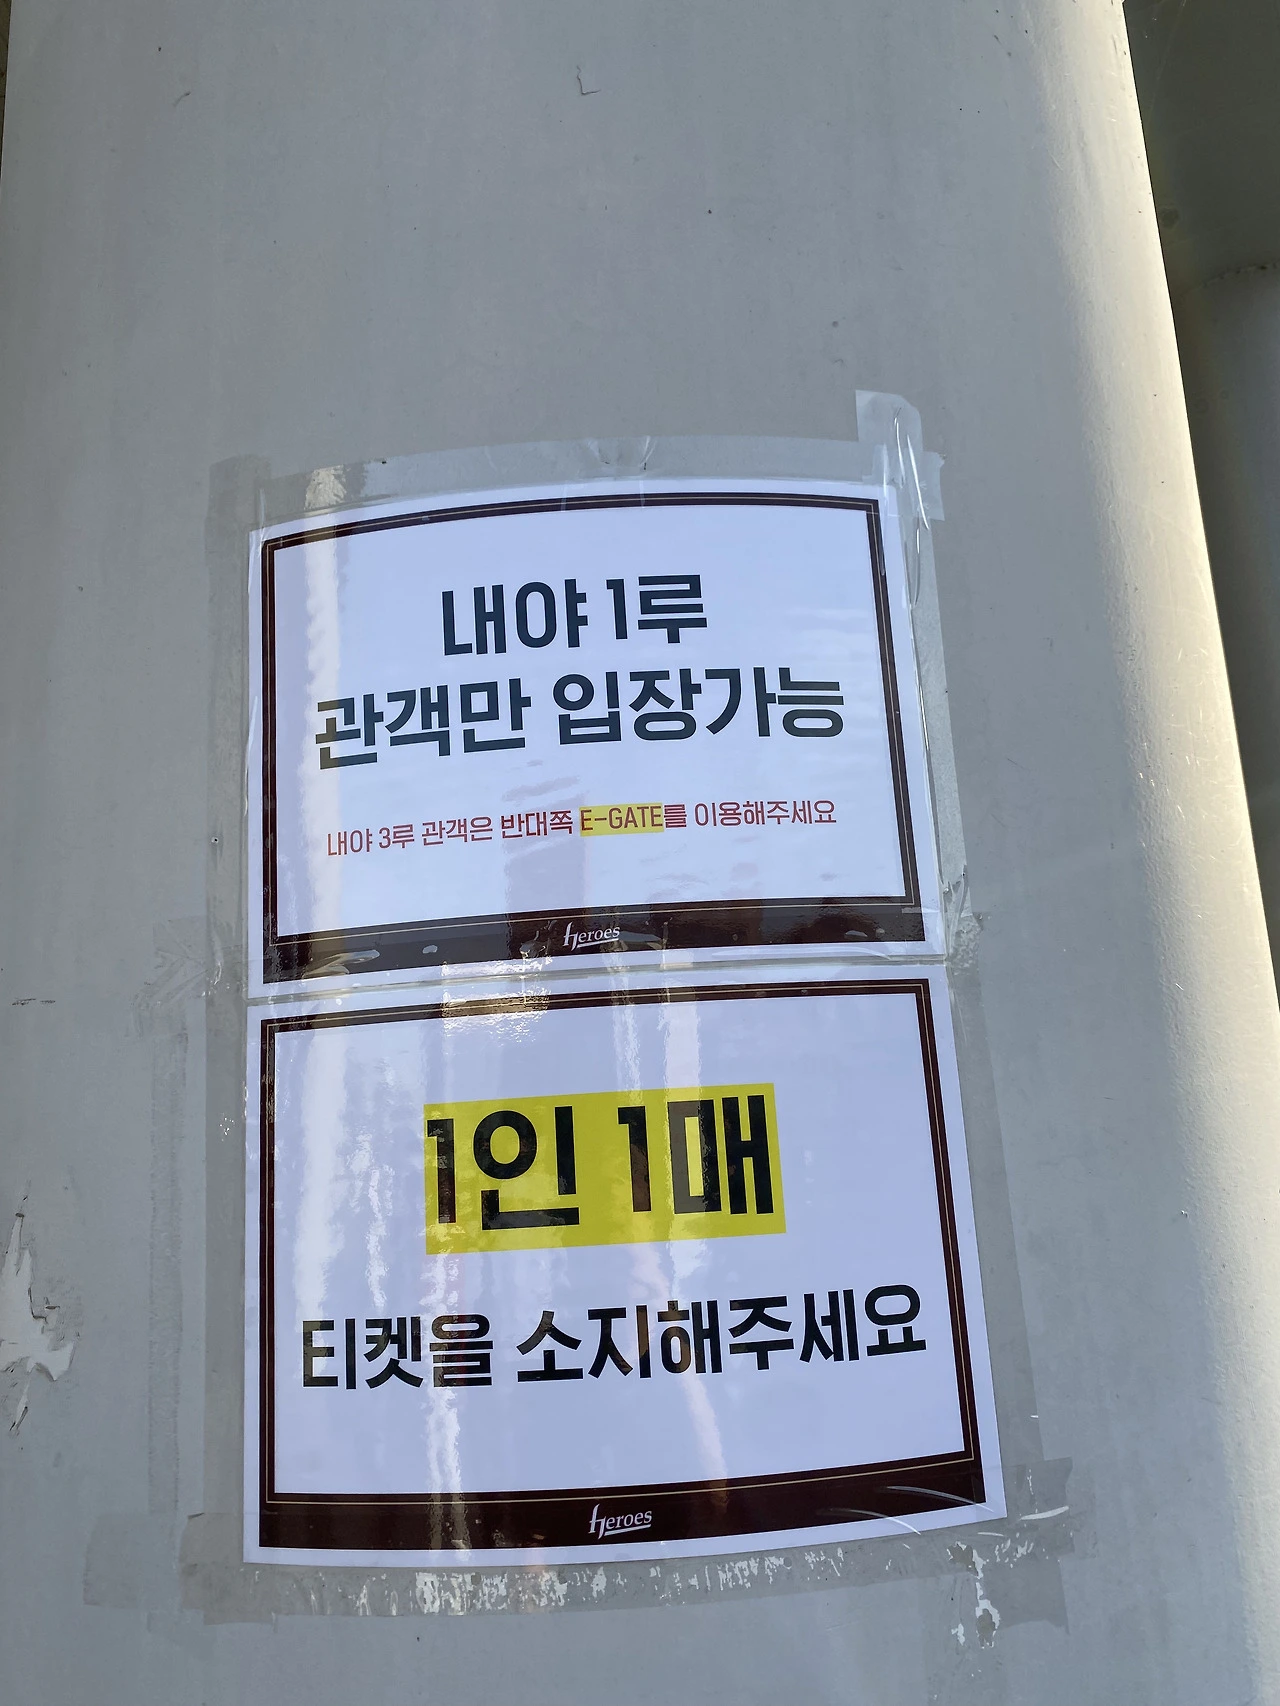 내야 1루
관객만 입장가능
내야 3루 관객은 반대쪽 E-GATE를 이용해주세요
heroes
1인 1매
티켓을 소지해주세요
heroes